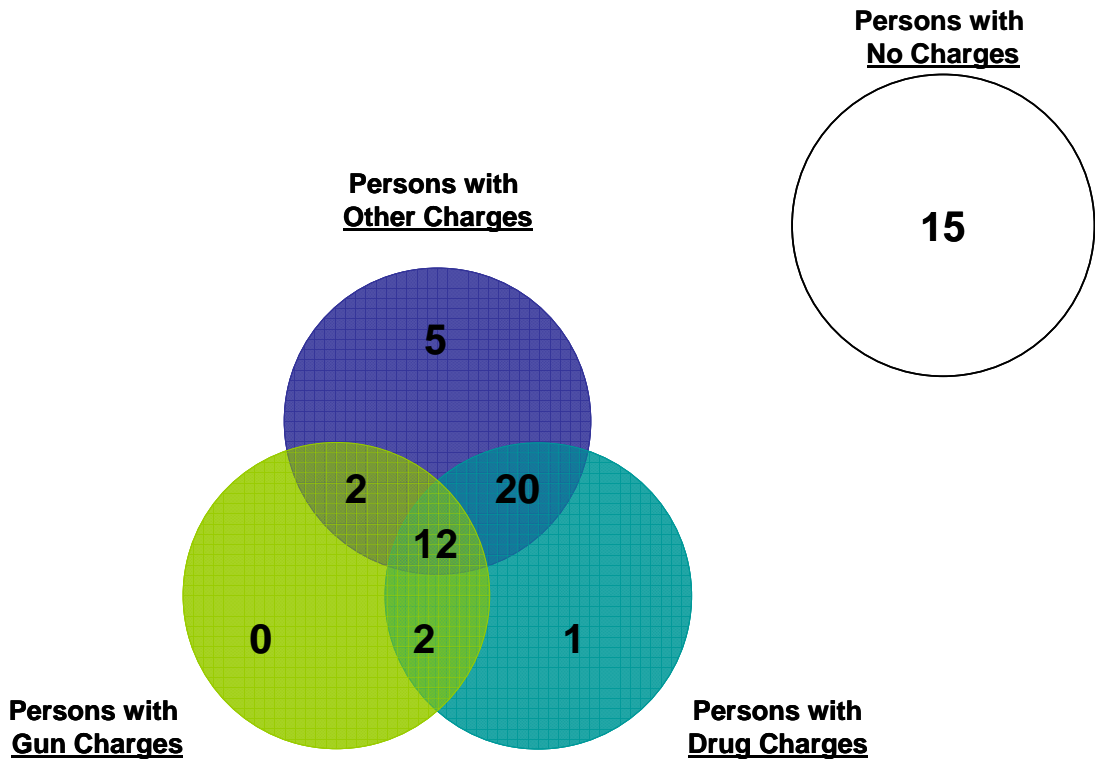 Persons with
No Charges
15
Persons with
Other Charges
5
2
20
12
0
2
1
Persons with
Gun Charges
Persons with
Drug Charges